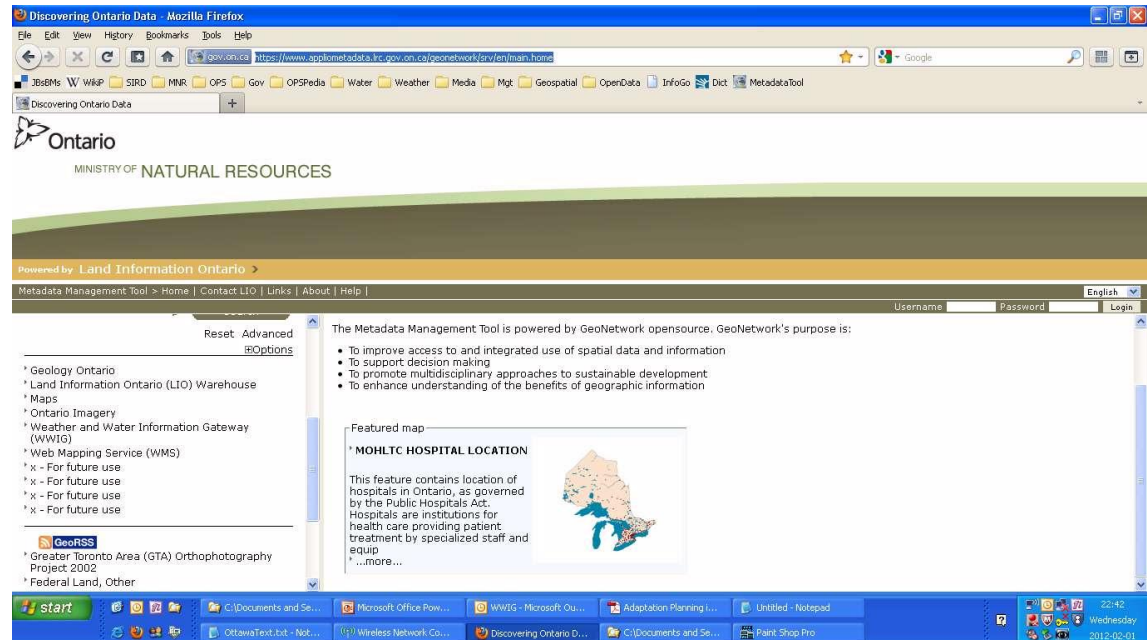 Discovering Ontario Data - Mozilla Firefox
File Edit View History Bookmarks Tools Help
gov.on.ca https://www.appliometadata.lrc.gov.on.ca/geonetwork/srv/en/main.home
Google
JBsBMs WikiP SIRD MNR OPS Gov OPSPedia Water Weather Media Mgt Geospatial OpenData InfoGo Dict MetadataTool
Discovering Ontario Data
Ontario
MINISTRY OF NATURAL RESOURCES
Powered by Land Information Ontario >
Metadata Management Tool > Home | Contact LIO | Links | About | Help |
English
Username Password Login
Reset Advanced
Options
Geology Ontario
Land Information Ontario (LIO) Warehouse
Maps
Ontario Imagery
Weather and Water Information Gateway
(WWIG)
Web Mapping Service (WMS)
x - For future use
x - For future use
x - For future use
x - For future use
GeoRSS
Greater Toronto Area (GTA) Orthophotography
Project 2002
Federal Land, Other
The Metadata Management Tool is powered by GeoNetwork opensource. GeoNetwork's purpose is:
• To improve access to and integrated use of spatial data and information
• To support decision making
• To promote multidisciplinary approaches to sustainable development
• To enhance understanding of the benefits of geographic information
Featured map
MOHLTC HOSPITAL LOCATION
This feature contains location of
hospitals in Ontario, as governed
by the Public Hospitals Act.
Hospitals are institutions for
health care providing patient
treatment by specialized staff and
equip
...more...
start
C:\Documents and Se...
Microsoft Office Pow...
WWIG - Microsoft Ou...
Adaptation Planning i...
Untitled - Notepad
22:42
OttawaText.txt - Not...
Wireless Network Co...
Discovering Ontario D...
C:\Documents and Se...
Paint Shop Pro
Wednesday
2012-02-01